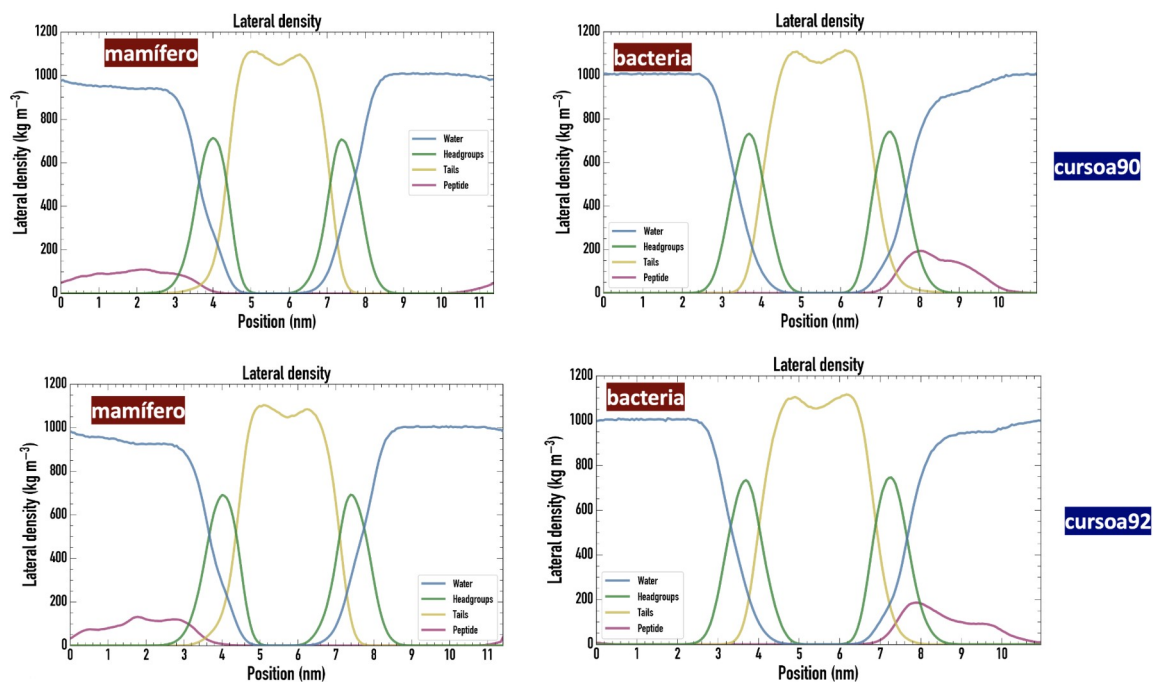 Lateral density
mamífero
Lateral density (kg m⁻³)
1200
1000
800
600
400
200
0
Water
Headgroups
Tails
Peptide
0 1 2 3 4 5 6 7 8 9 10 11
Position (nm)
Lateral density
bacteria
Lateral density (kg m⁻³)
1200
1000
800
600
400
200
0
Water
Headgroups
Tails
Peptide
0 1 2 3 4 5 6 7 8 9 10
Position (nm)
cursoa90
Lateral density
mamífero
Lateral density (kg m⁻³)
1200
1000
800
600
400
200
0
Water
Headgroups
Tails
Peptide
0 1 2 3 4 5 6 7 8 9 10 11
Position (nm)
Lateral density
bacteria
Lateral density (kg m⁻³)
1200
1000
800
600
400
200
0
Water
Headgroups
Tails
Peptide
0 1 2 3 4 5 6 7 8 9 10
Position (nm)
cursoa92